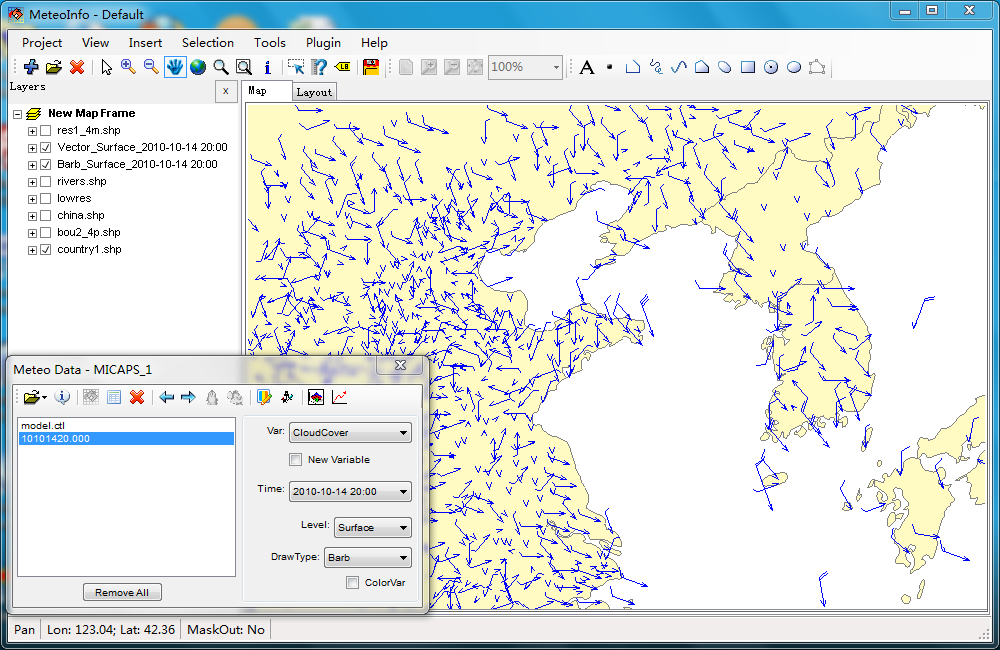 MeteoInfo - Default
Project View Insert Selection Tools Plugin Help
100% A
Layers x Map Layout
New Map Frame
res1_4m.shp
Vector_Surface_2010-10-14 20:00
Barb_Surface_2010-10-14 20:00
rivers.shp
lowres
china.shp
bou2_4p.shp
country1.shp
Meteo Data - MICAPS_1
model.ctl
10101420.000
Var: CloudCover
New Variable
Time: 2010-10-14 20:00
Level: Surface
DrawType: Barb
ColorVar
Remove All
Pan Lon: 123.04; Lat: 42.36 MaskOut: No